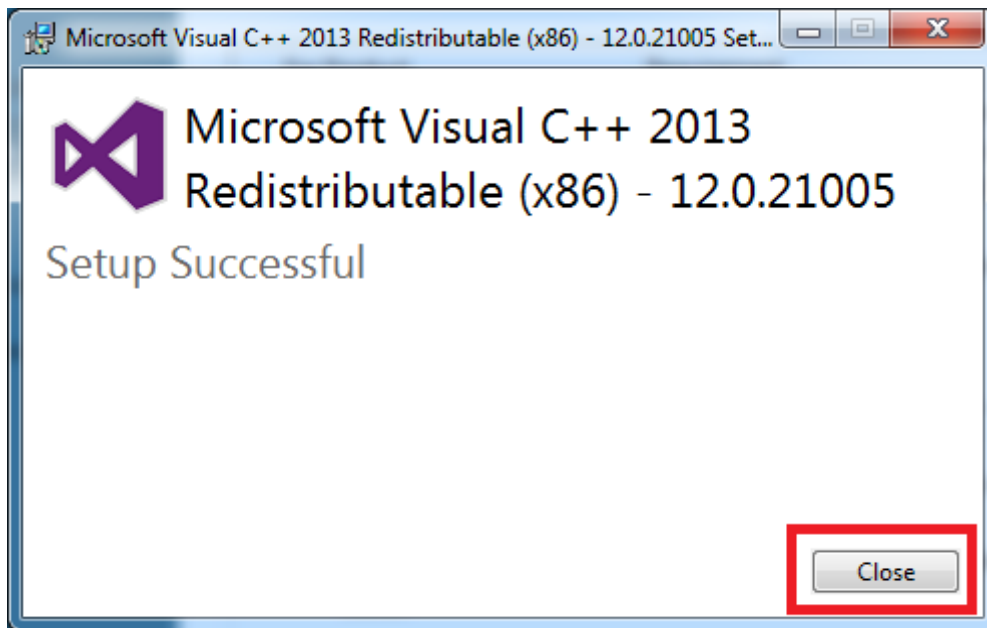 Microsoft Visual C++ 2013 Redistributable (x86) - 12.0.21005 Set...
Microsoft Visual C++ 2013
Redistributable (x86) - 12.0.21005
Setup Successful
Close